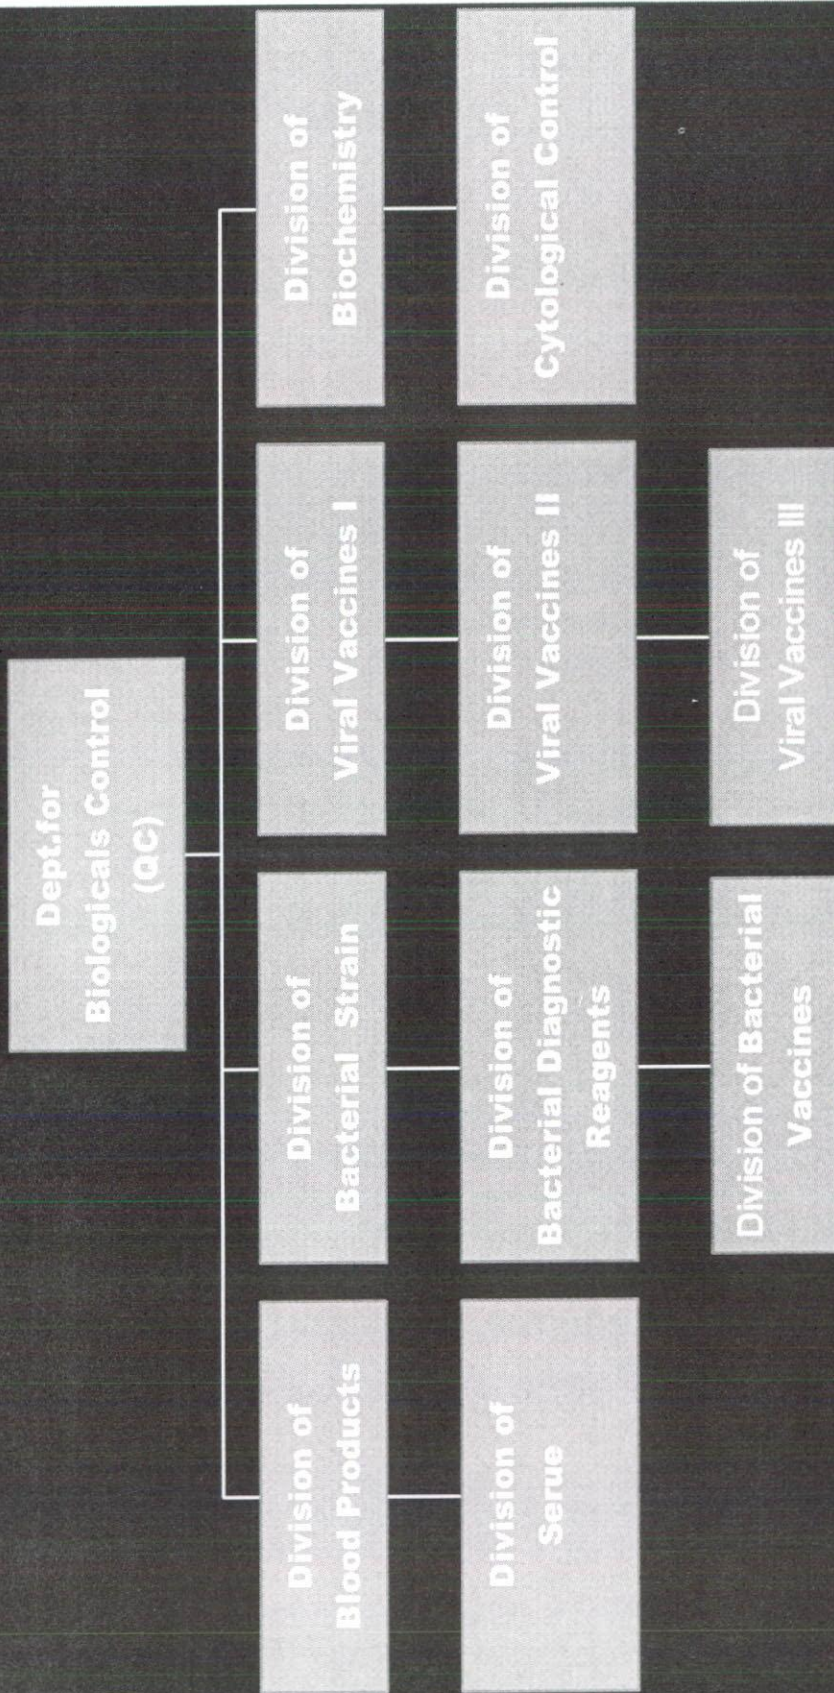 Dept.for
Biologicals Control
(QC)
Division of
Blood Products
Division of
Bacterial Strain
Division of
Viral Vaccines I
Division of
Biochemistry
Division of
Serue
Division of
Bacterial Diagnostic
Reagents
Division of
Viral Vaccines II
Division of
Cytological Control
Division of Bacterial
Vaccines
Division of
Viral Vaccines III